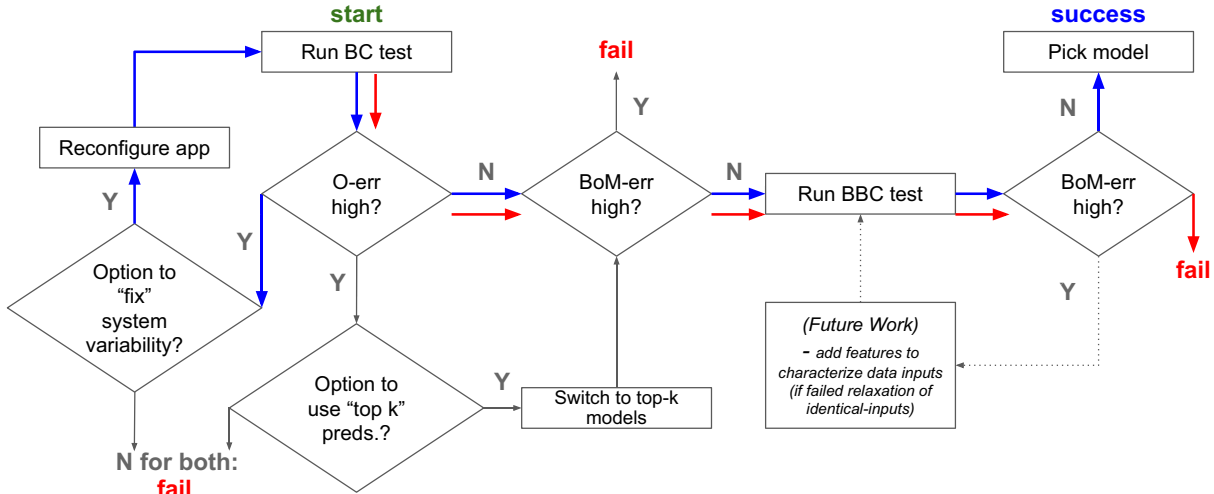 start
success
Run BC test
fail
Pick model
Y
N
Reconfigure app
Y
O-err
high?
N
BoM-err
high?
N
Run BBC test
BoM-err
high?
Y
Y
fail
Y
Option to
“fix”
system
variability?
(Future Work)
- add features to
characterize data inputs
(if failed relaxation of
identical-inputs)
Option to
use “top k”
preds.?
Y
Switch to top-k
models
N for both:
fail